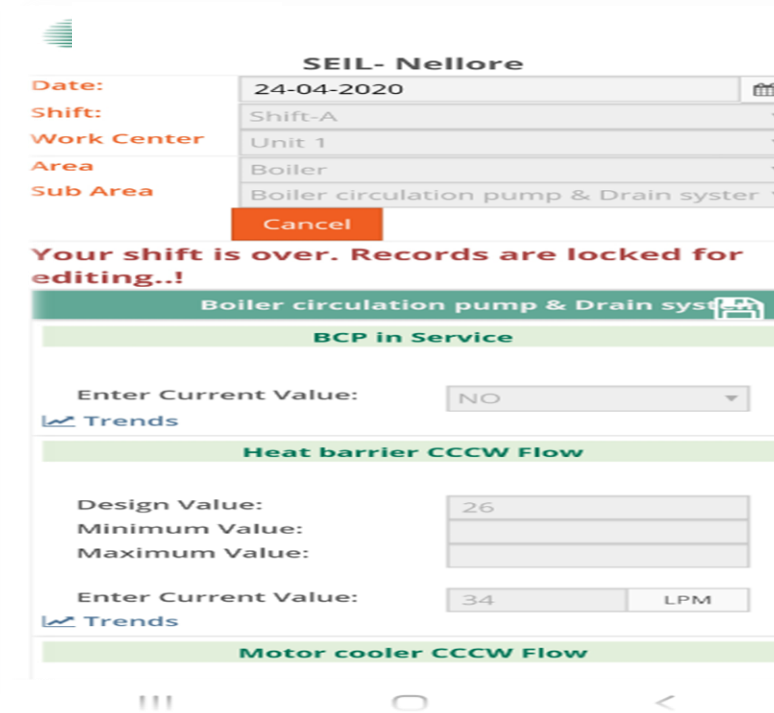 SEIL- Nellore
Date: 24-04-2020
Shift: Shift-A
Work Center Unit 1
Area Boiler
Sub Area Boiler circulation pump & Drain syster
Cancel
Your shift is over. Records are locked for
editing..!
Boiler circulation pump & Drain syst
BCP in Service
Enter Current Value: NO
Trends
Heat barrier CCCW Flow
Design Value: 26
Minimum Value:
Maximum Value:
Enter Current Value: 34 LPM
Trends
Motor cooler CCCW Flow